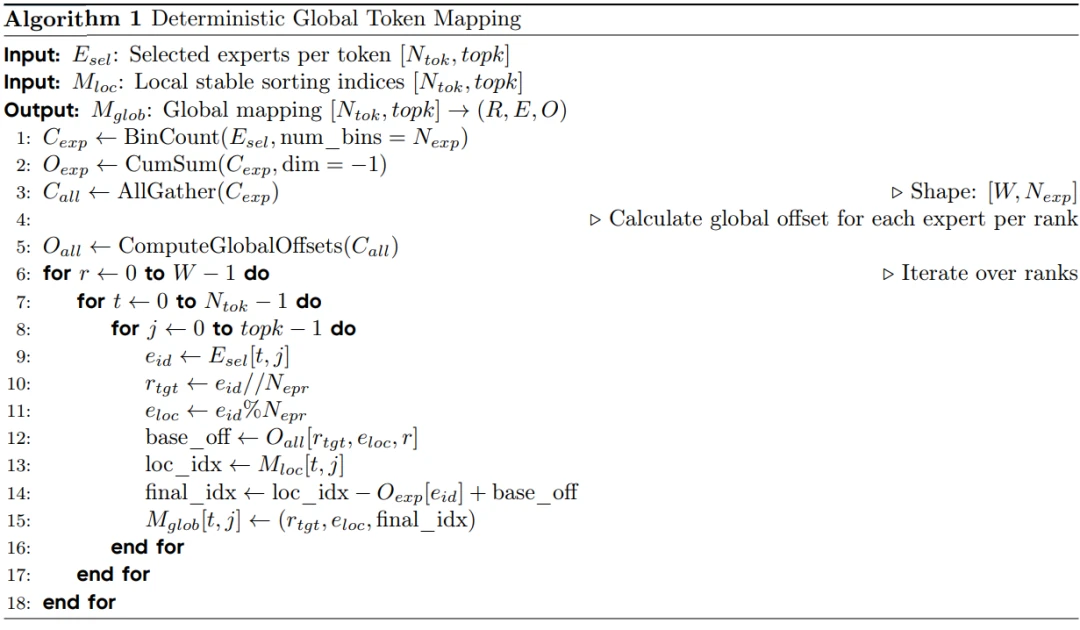 Algorithm 1 Deterministic Global Token Mapping
Input: E_sel: Selected experts per token [N_tok, topk]
Input: M_loc: Local stable sorting indices [N_tok, topk]
Output: M_glob: Global mapping [N_tok, topk] → (R, E, O)
1: C_exp ← BinCount(E_sel, num_bins = N_exp)
2: O_exp ← CumSum(C_exp, dim = −1)
3: C_all ← AllGather(C_exp) ▷ Shape: [W, N_exp]
4: ▷ Calculate global offset for each expert per rank
5: O_all ← ComputeGlobalOffsets(C_all)
6: for r ← 0 to W − 1 do ▷ Iterate over ranks
7: for t ← 0 to N_tok − 1 do
8: for j ← 0 to topk − 1 do
9: e_id ← E_sel[t, j]
10: r_tgt ← e_id//N_epr
11: e_loc ← e_id%N_epr
12: base_off ← O_all[r_tgt, e_loc, r]
13: loc_idx ← M_loc[t, j]
14: final_idx ← loc_idx − O_exp[e_id] + base_off
15: M_glob[t, j] ← (r_tgt, e_loc, final_idx)
16: end for
17: end for
18: end for